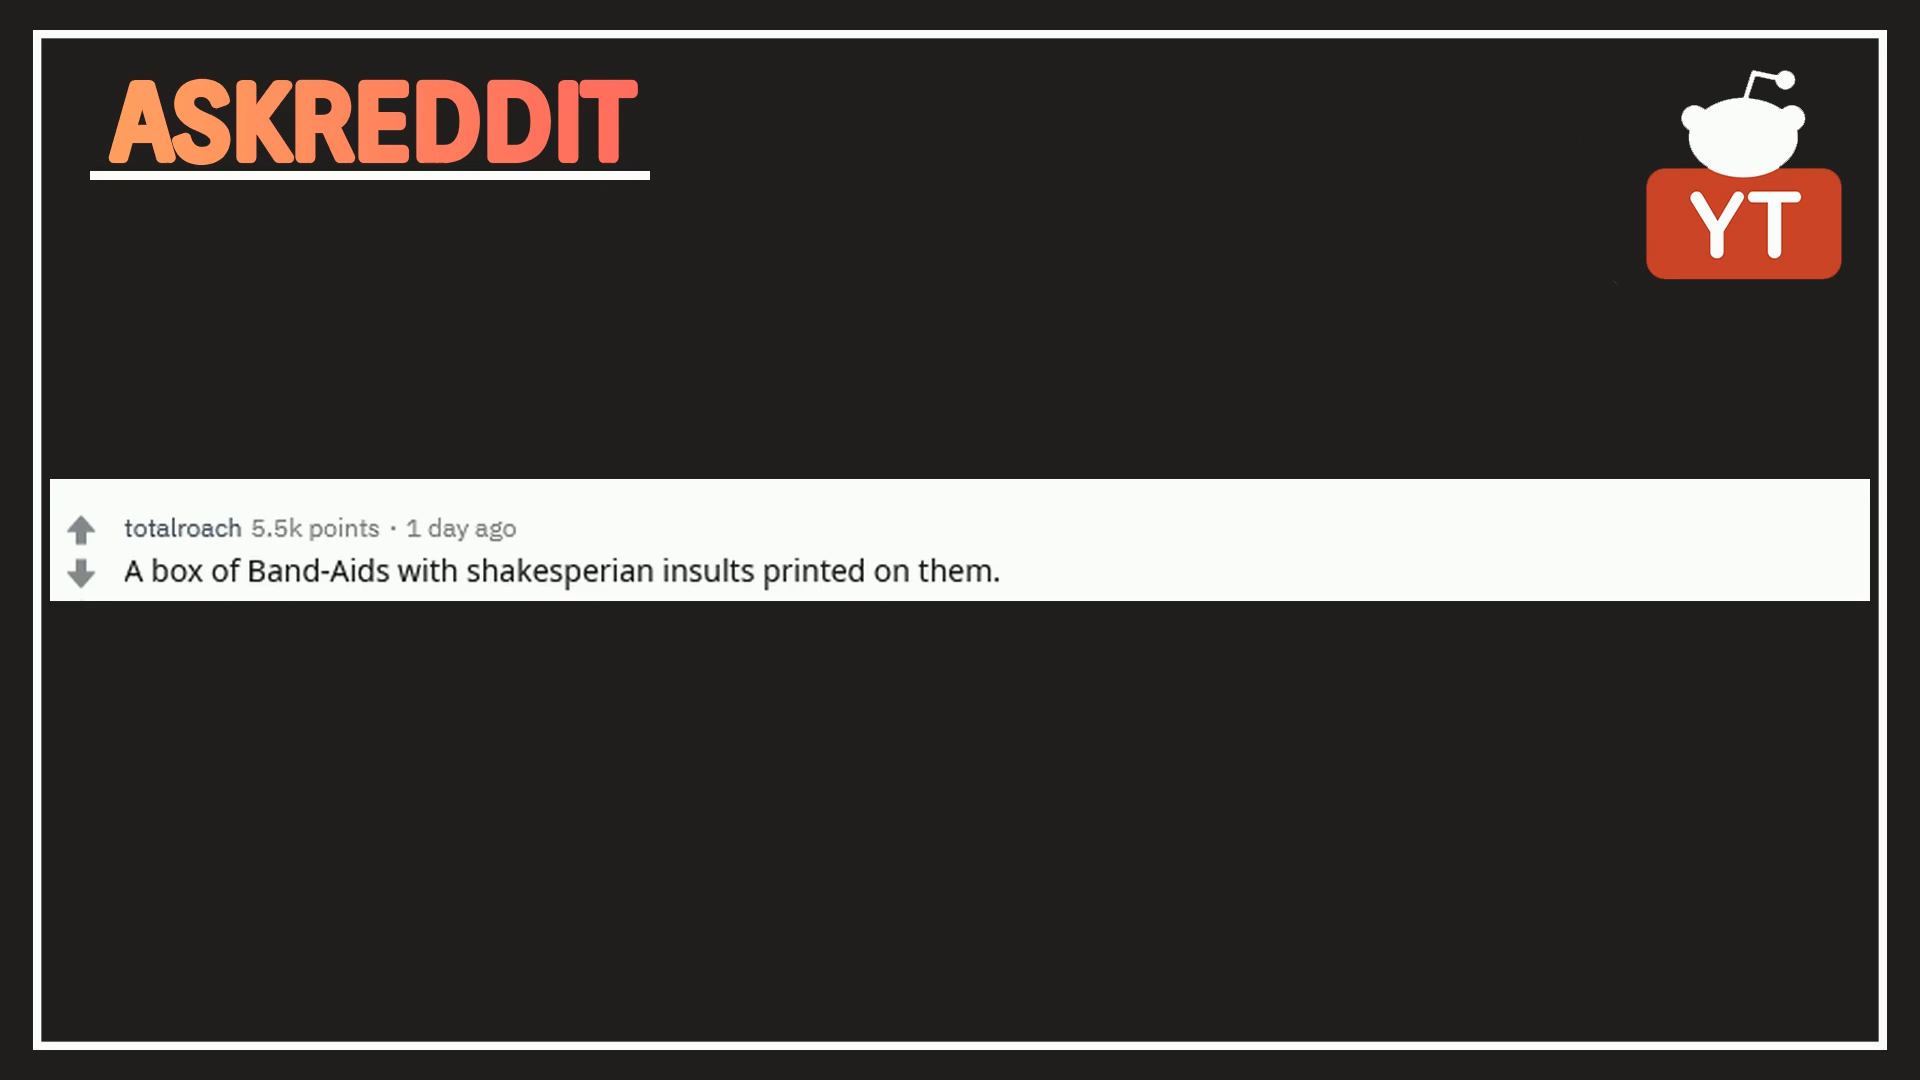 ASKREDDIT
YT
totalroach 5.5k points · 1 day ago
A box of Band-Aids with shakesperian insults printed on them.